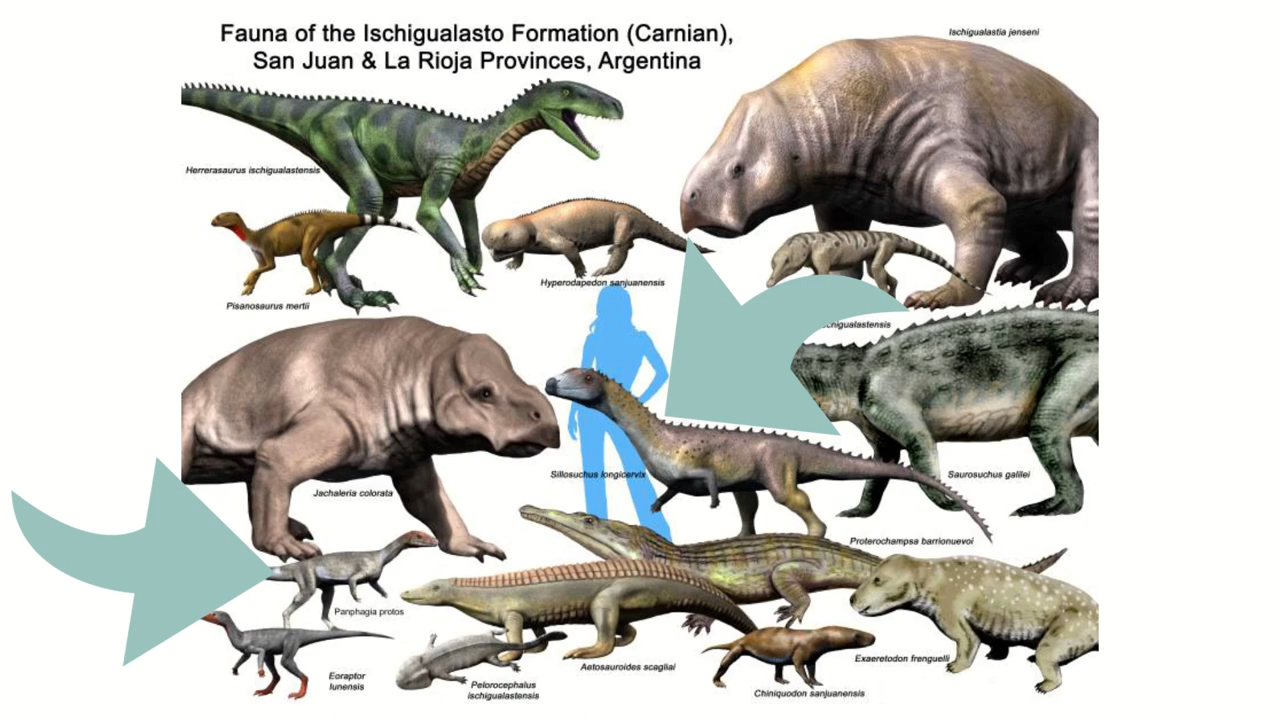 Fauna of the Ischigualasto Formation (Carnian),
San Juan & La Rioja Provinces, Argentina
Ischigualastia jenseni
Herrerasaurus ischigualastensis
Hyperodapedon sanjuanensis
Pisanosaurus mertii
Sillosuchus longicervix
Saurosuchus galilei
Jachaleria colorata
Proterochampsa barrionuevoi
Panphagia protos
Exaeretodon frenguelli
Aetosauroides scagliai
Eoraptor
lunensis
Pelorocephalus
ischigualastensis
Chiniquodon sanjuanensis